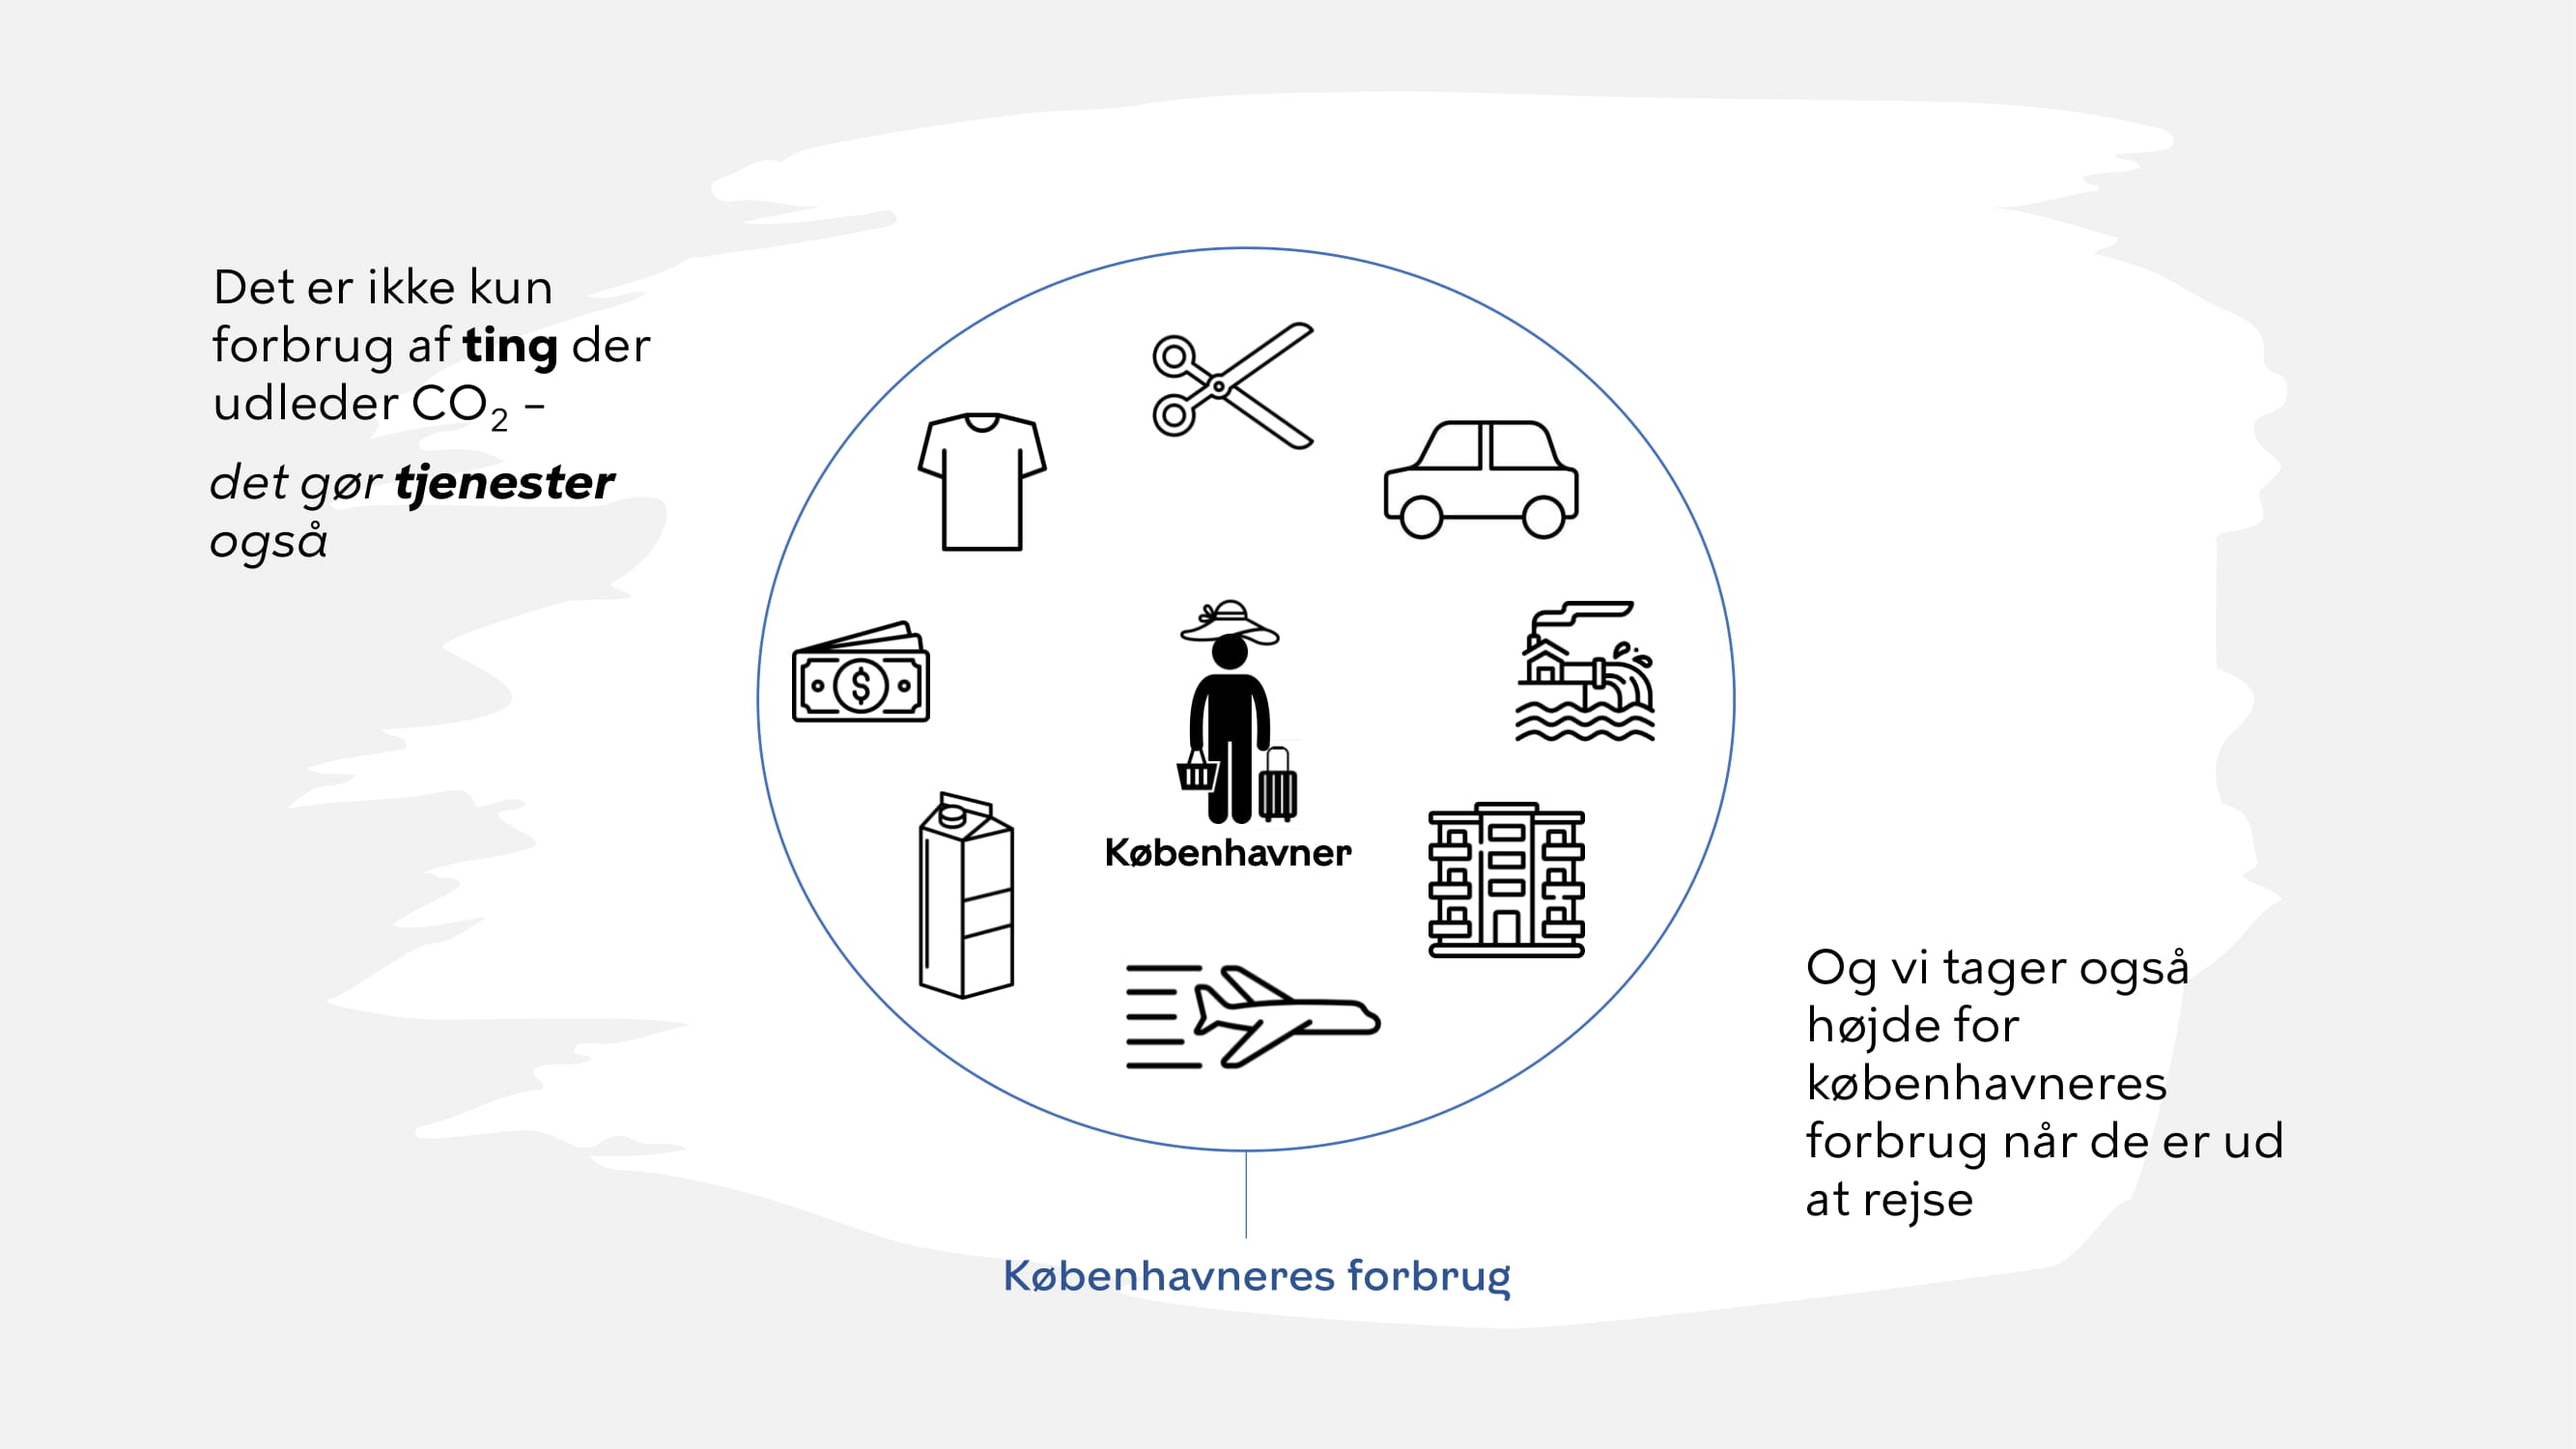 Det er ikke kun
forbrug af ting der
udleder CO₂ –
det gør tjenester
også
$
Københavner
Og vi tager også
højde for
københavneres
forbrug når de er ud
at rejse
Københavneres forbrug